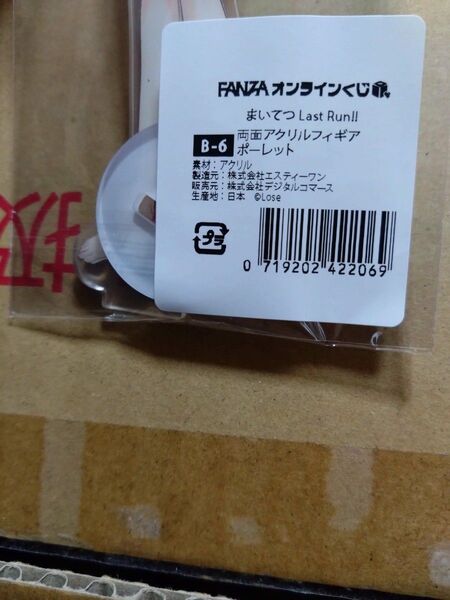 FANZA オンラインくじ
まいてつ Last Run!!
B-6 両面アクリルフィギア
ポーレット
素材:アクリル
製造元:株式会社エスティーワン
販売元:株式会社デジタルコマース
生産地:日本 ©Lose
プラ
0 719202 422069